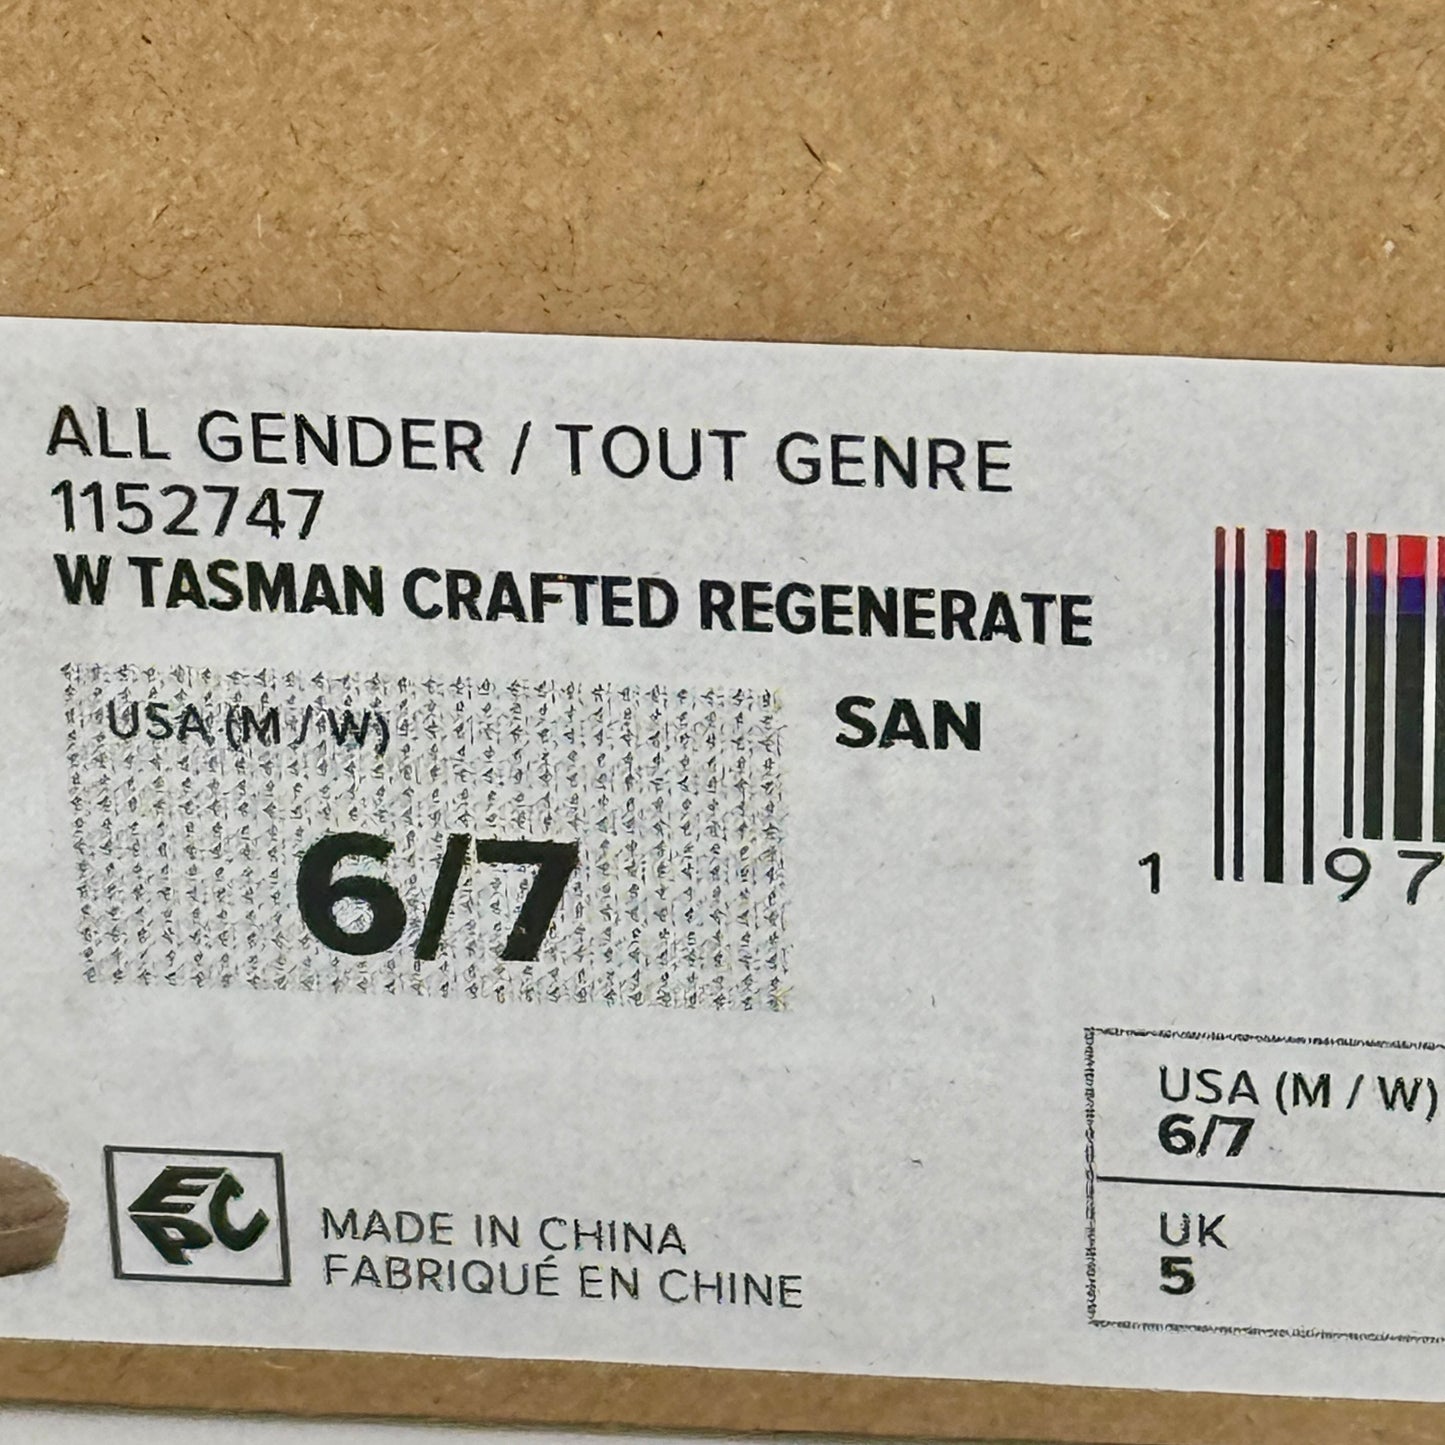 ALL GENDER / TOUT GENRE
1152747
W TASMAN CRAFTED REGENERATE
USA (M / W)
6/7
SAN
1 97
USA (M / W)
6/7
UK
5
EPC
MADE IN CHINA
FABRIQUÉ EN CHINE